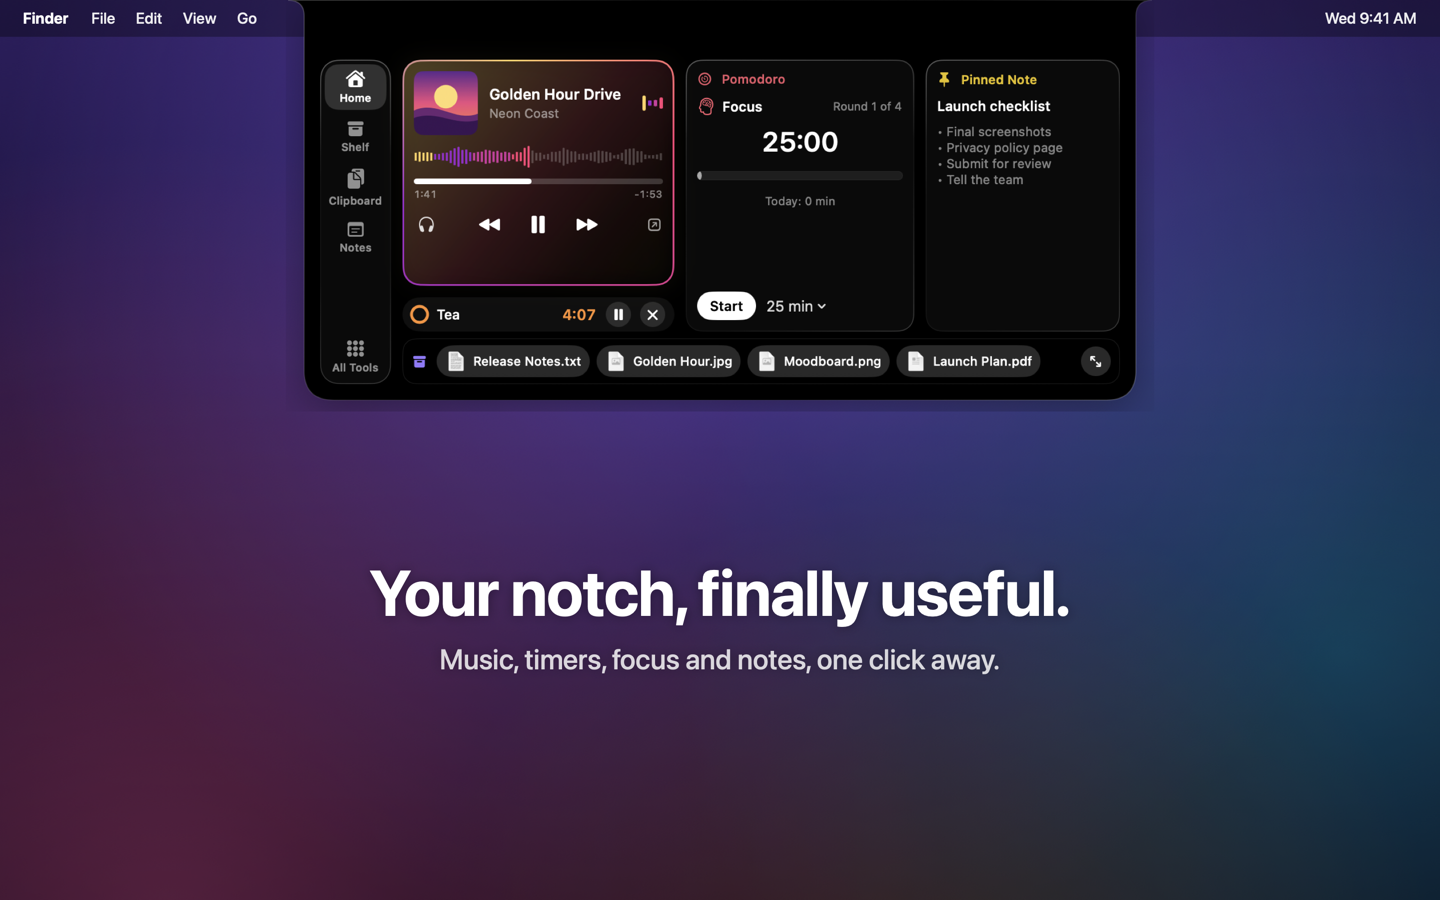 Finder File Edit View Go
Wed 9:41 AM
Home
Shelf
Clipboard
Notes
All Tools
Golden Hour Drive
Neon Coast
1:41
-1:53
Tea
4:07
Pomodoro
Focus
Round 1 of 4
25:00
Today: 0 min
Start
25 min
Pinned Note
Launch checklist
• Final screenshots
• Privacy policy page
• Submit for review
• Tell the team
Release Notes.txt
Golden Hour.jpg
Moodboard.png
Launch Plan.pdf
Your notch, finally useful.
Music, timers, focus and notes, one click away.